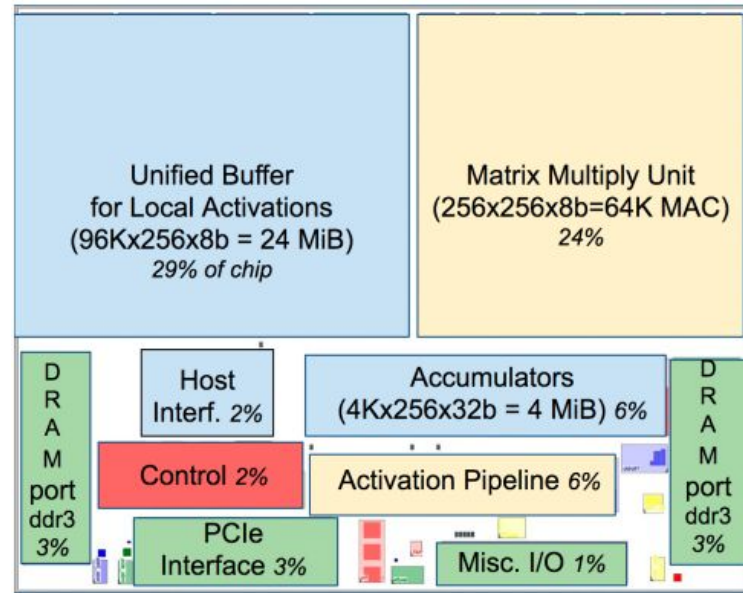 Unified Buffer
for Local Activations
(96Kx256x8b = 24 MiB)
29% of chip
Matrix Multiply Unit
(256x256x8b=64K MAC)
24%
D
R
A
M
port
ddr3
3%
Host
Interf. 2%
Accumulators
(4Kx256x32b = 4 MiB) 6%
D
R
A
M
port
ddr3
3%
Control 2%
Activation Pipeline 6%
PCIe
Interface 3%
Misc. I/O 1%